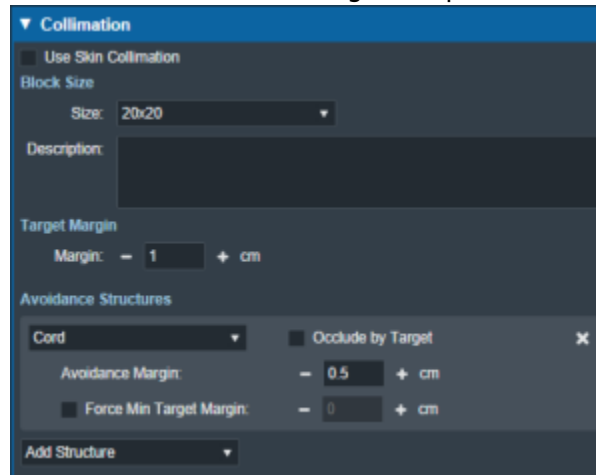 Collimation
Use Skin Collimation
Block Size
Size: 20x20
Description:
Target Margin
Margin: − 1 + cm
Avoidance Structures
Cord Occlude by Target ×
Avoidance Margin: − 0.5 + cm
Force Min Target Margin: − 0 + cm
Add Structure